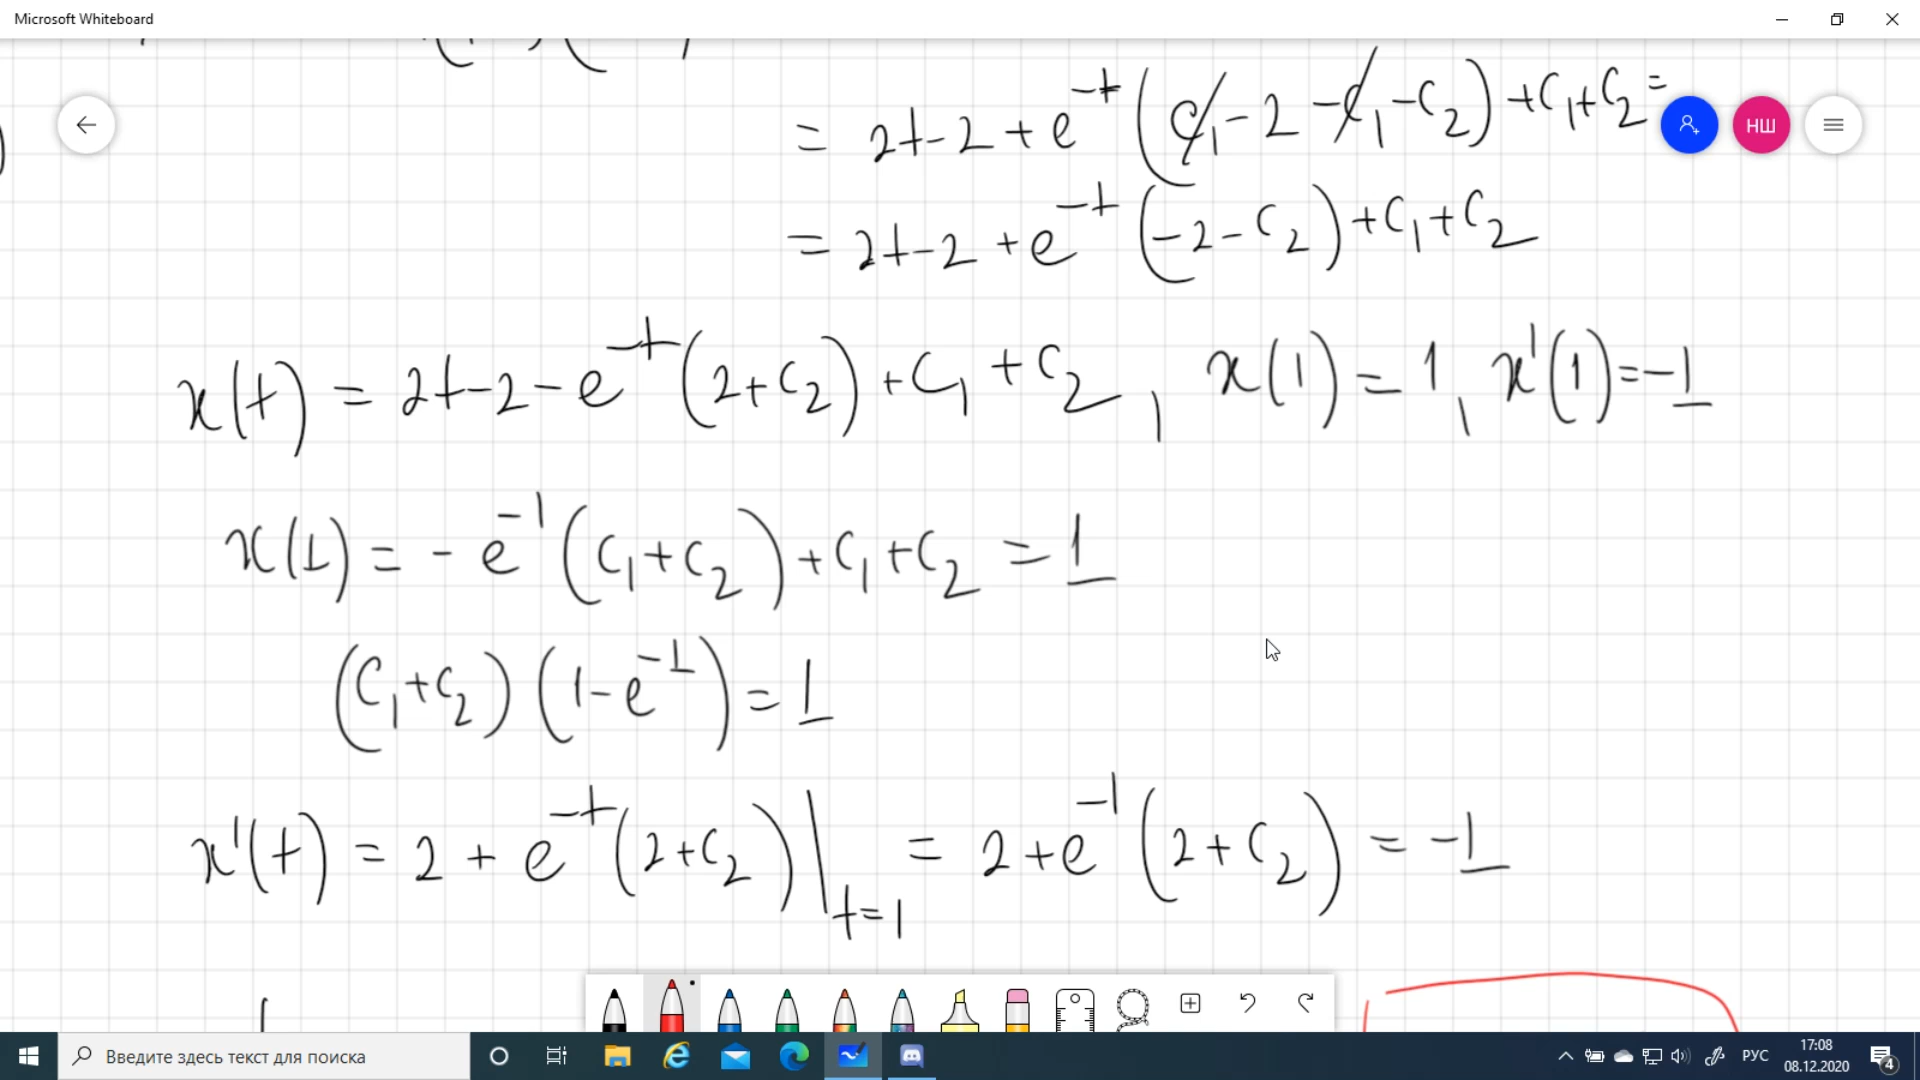 Microsoft Whiteboard
= 2t-2+e^{-t}(C₁-2-C₁-C₂)+C₁+C₂=
НШ
= 2t-2+e^{-t}(-2-C₂)+C₁+C₂
x(t) = 2t-2-e^{-t}(2+C₂)+C₁+C₂, x(1)=1, x'(1)=-1
x(1) = -e^{-1}(C₁+C₂)+C₁+C₂=1
(C₁+C₂)(1-e^{-1})=1
x'(t) = 2+e^{-t}(2+C₂)|_{t=1} = 2+e^{-1}(2+C₂)=-1
Введите здесь текст для поиска
РУС
17:08
08.12.2020
4